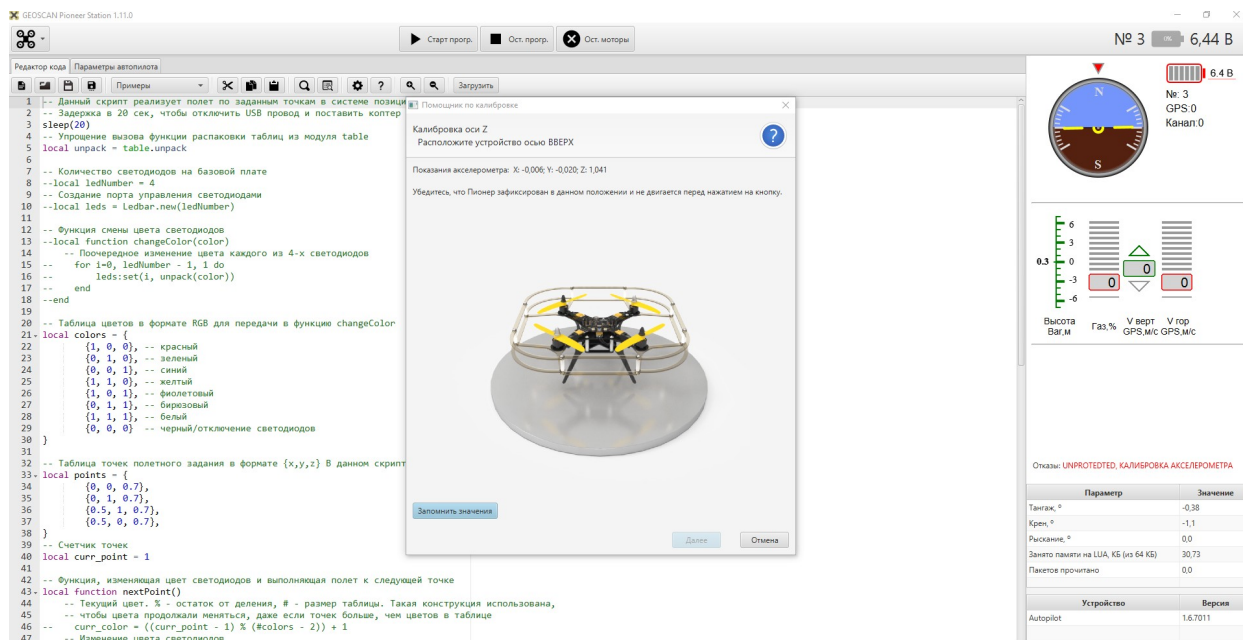 GEOSCAN Pioneer Station 1.11.0
Старт прогр. Ост. прогр. Ост. моторы
№ 3 0% 6,44 В
Редактор кода Параметры автопилота
Примеры Загрузить
1 -- Данный скрипт реализует полет по заданным точкам в системе позици
2 -- Задержка в 20 сек, чтобы отключить USB провод и поставить коптер
3 sleep(20)
4 -- Упрощение вызова функции распаковки таблиц из модуля table
5 local unpack = table.unpack
6
7 -- Количество светодиодов на базовой плате
8 --local ledNumber = 4
9 -- Создание порта управления светодиодами
10 --local leds = Ledbar.new(ledNumber)
11
12 -- Функция смены цвета светодиодов
13 --local function changeColor(color)
14 -- Поочередное изменение цвета каждого из 4-х светодиодов
15 -- for i=0, ledNumber - 1, 1 do
16 -- leds:set(i, unpack(color))
17 -- end
18 --end
19
20 -- Таблица цветов в формате RGB для передачи в функцию changeColor
21 local colors = {
22 {1, 0, 0}, -- красный
23 {0, 1, 0}, -- зеленый
24 {0, 0, 1}, -- синий
25 {1, 1, 0}, -- желтый
26 {1, 0, 1}, -- фиолетовый
27 {0, 1, 1}, -- бирюзовый
28 {1, 1, 1}, -- белый
29 {0, 0, 0} -- черный/отключение светодиодов
30 }
31
32 -- Таблица точек полетного задания в формате {x,y,z} В данном скрипт
33 local points = {
34 {0, 0, 0.7},
35 {0, 1, 0.7},
36 {0.5, 1, 0.7},
37 {0.5, 0, 0.7},
38 }
39 -- Счетчик точек
40 local curr_point = 1
41
42 -- Функция, изменяющая цвет светодиодов и выполняющая полет к следующей точке
43 local function nextPoint()
44 -- Текущий цвет. % - остаток от деления, # - размер таблицы. Такая конструкция использована,
45 -- чтобы цвета продолжали меняться, даже если точек больше, чем цветов в таблице
46 -- curr_color = ((curr_point - 1) % (#colors - 2)) + 1
47 -- Изменение цвета светодиодов
Помощник по калибровке
Калибровка оси Z
Расположите устройство осью ВВЕРХ
?
Показания акселерометра: X: -0,006; Y: -0,020; Z: 1,041
Убедитесь, что Пионер зафиксирован в данном положении и не двигается перед нажатием на кнопку.
Запомнить значения
Далее Отмена
N
S
6.4 В
№: 3
GPS:0
Канал:0
6
3
0.3 0
-3
-6
0 0 0
Высота Bar,м
Газ,%
V верт GPS,м/с
V гор GPS,м/с
Отказы: UNPROTEDTED, КАЛИБРОВКА АКСЕЛЕРОМЕТРА
Параметр Значение
Тангаж, ° -0,38
Крен, ° -1,1
Рыскание, ° 0,0
Занято памяти на LUA, КБ (из 64 КБ) 30,73
Пакетов прочитано 0,0
Устройство Версия
Autopilot 1.6.7011